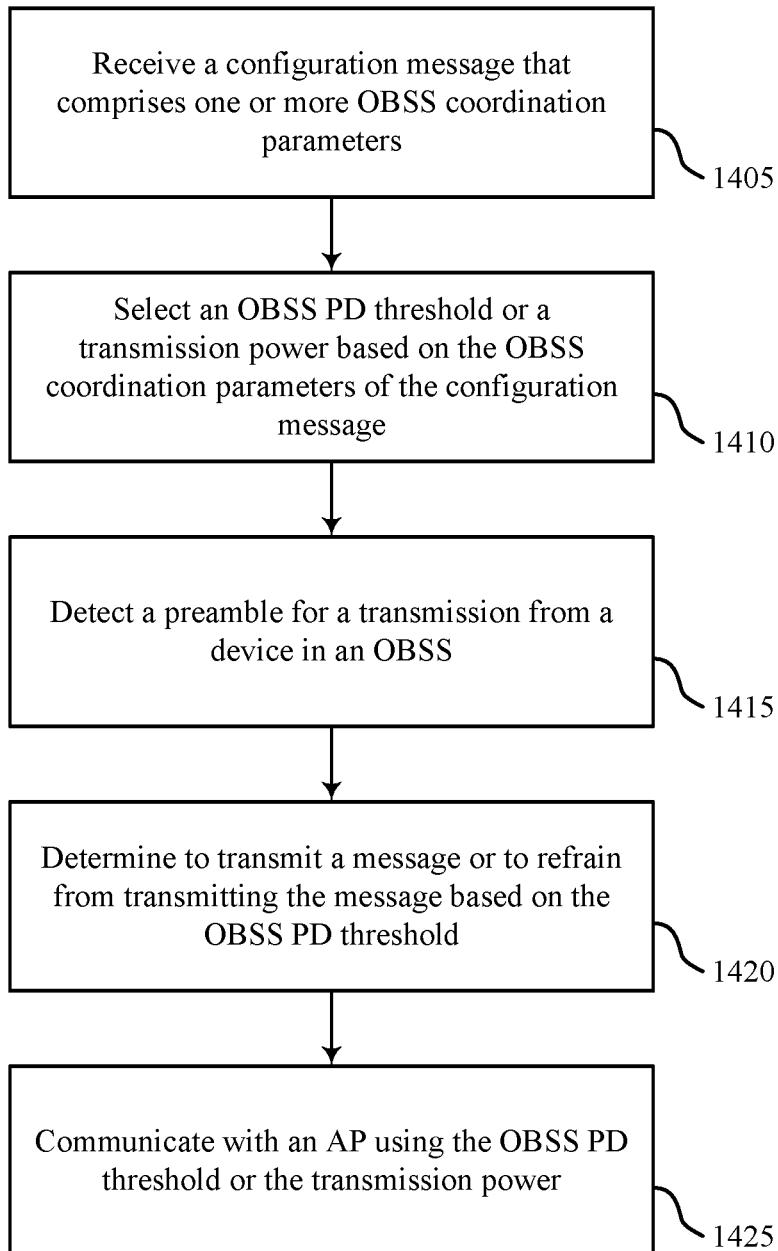 Receive a configuration message that
comprises one or more OBSS coordination
parameters
1405
Select an OBSS PD threshold or a
transmission power based on the OBSS
coordination parameters of the configuration
message
1410
Detect a preamble for a transmission from a
device in an OBSS
1415
Determine to transmit a message or to refrain
from transmitting the message based on the
OBSS PD threshold
1420
Communicate with an AP using the OBSS PD
threshold or the transmission power
1425